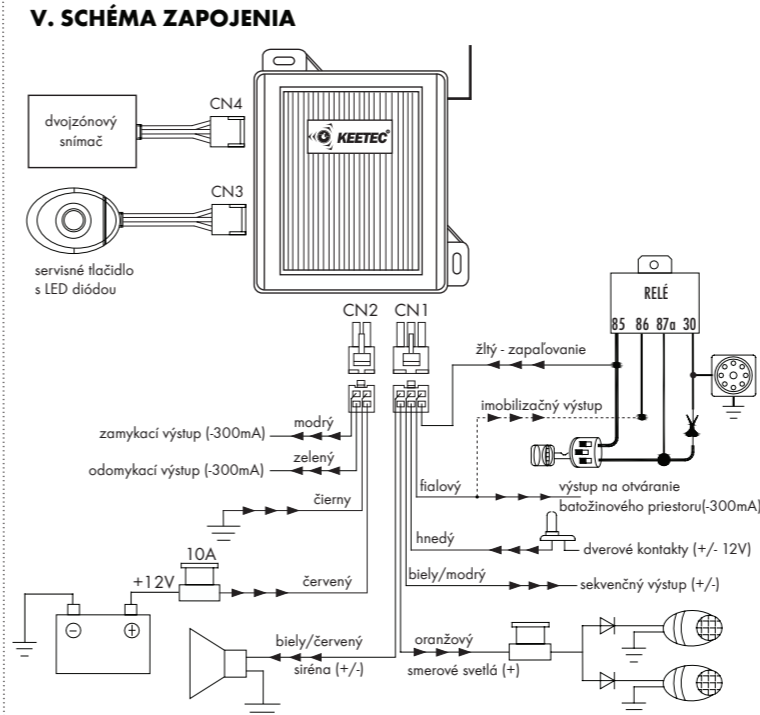 V. SCHÉMA ZAPOJENIA
CN4
dvojzónový
snímač
KEETEC®
CN3
servisné tlačidlo
s LED diódou
CN2
CN1
RELÉ
85 86 87a 30
žltý - zapaľovanie
imobilizačný výstup
modrý
zamykací výstup (-300mA)
zelený
odomykací výstup (-300mA)
fialový
výstup na otváranie
batožinového priestoru(-300mA)
čierny
hnedý
dverové kontakty (+/- 12V)
10A
+12V
červený
biely/modrý
sekvenčný výstup (+/-)
biely/červený
siréna (+/-)
oranžový
smerové svetlá (+)